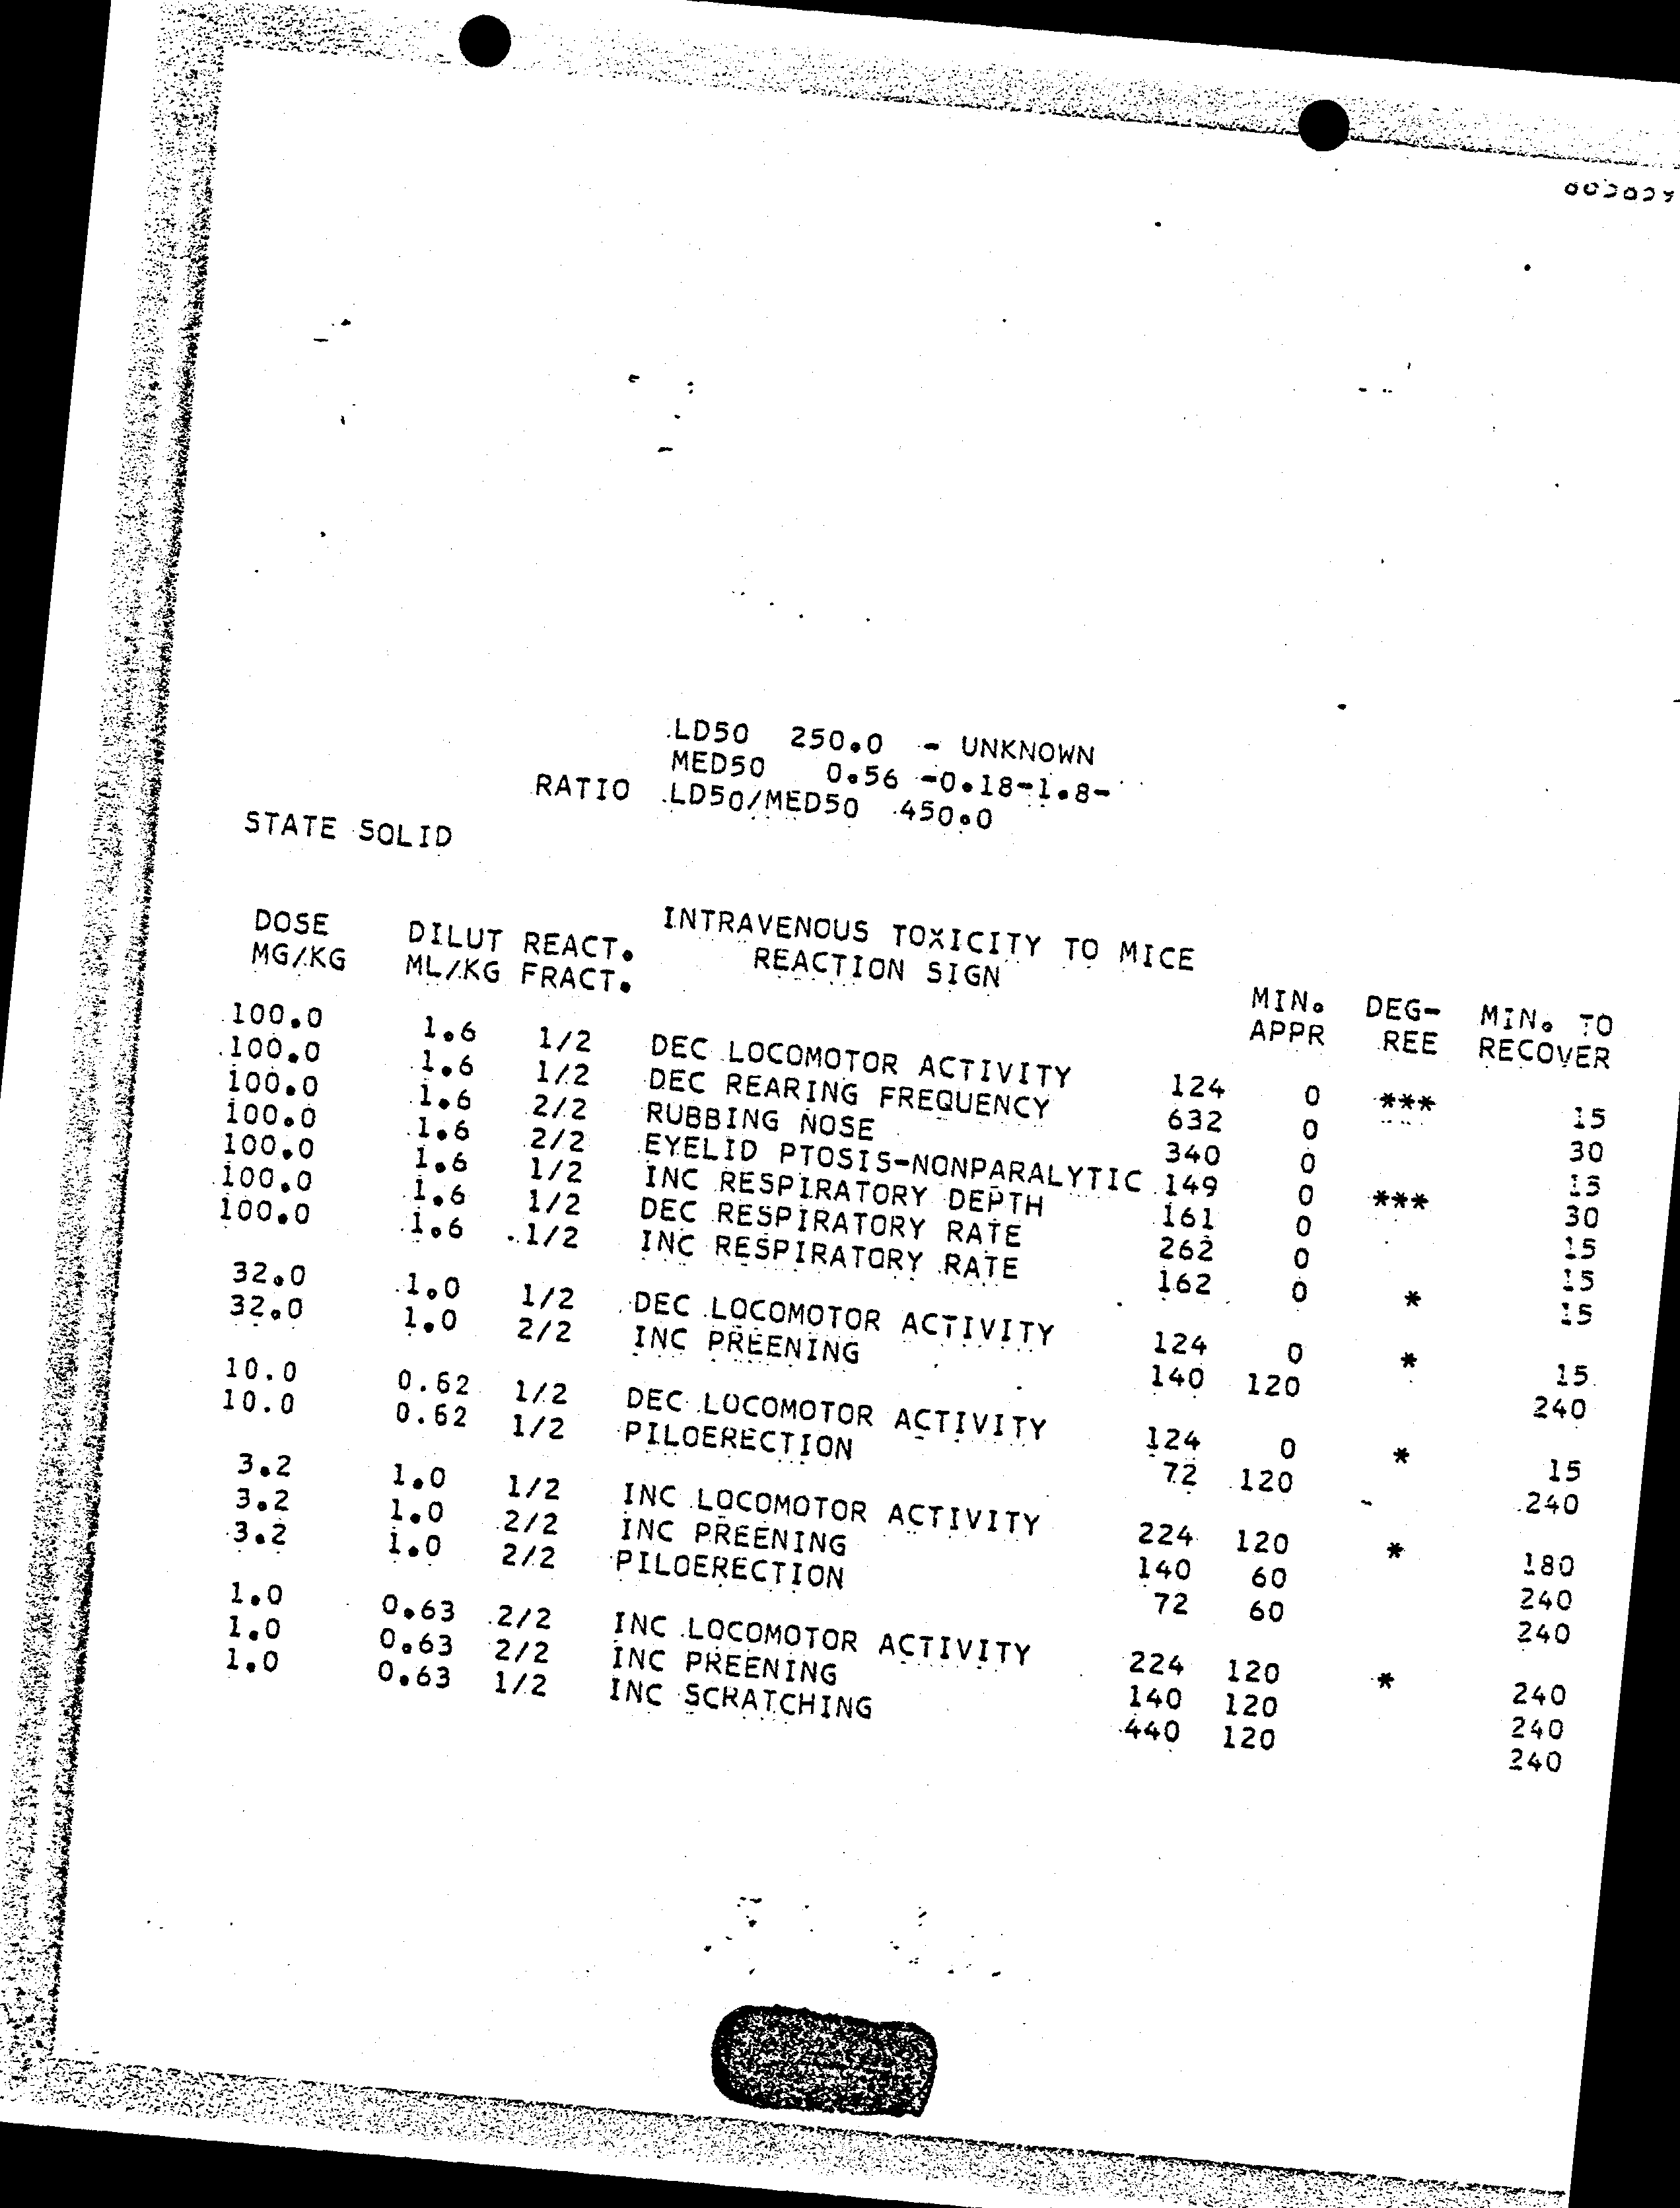 LD50 250.0 - UNKNOWN
MED50 0.56 -0.18-1.8-
RATIO LD50/MED50 450.0
STATE SOLID
INTRAVENOUS TOXICITY TO MICE
DOSE DILUT REACT. REACTION SIGN MIN. DEG- MIN. TO
MG/KG ML/KG FRACT. APPR REE RECOVER
100.0 1.6 1/2 DEC LOCOMOTOR ACTIVITY 124 0 *** 15
100.0 1.6 1/2 DEC REARING FREQUENCY 632 0 30
100.0 1.6 2/2 RUBBING NOSE 340 0 15
100.0 1.6 2/2 EYELID PTOSIS-NONPARALYTIC 149 0 *** 30
100.0 1.6 1/2 INC RESPIRATORY DEPTH 161 0 15
100.0 1.6 1/2 DEC RESPIRATORY RATE 262 0 15
100.0 1.6 1/2 INC RESPIRATORY RATE 162 0 * 15
32.0 1.0 1/2 DEC LOCOMOTOR ACTIVITY 124 0 * 15
32.0 1.0 2/2 INC PREENING 140 120 240
10.0 0.62 1/2 DEC LOCOMOTOR ACTIVITY 124 0 * 15
10.0 0.62 1/2 PILOERECTION 72 120 240
3.2 1.0 1/2 INC LOCOMOTOR ACTIVITY 224 120 * 180
3.2 1.0 2/2 INC PREENING 140 60 240
3.2 1.0 2/2 PILOERECTION 72 60 240
1.0 0.63 2/2 INC LOCOMOTOR ACTIVITY 224 120 * 240
1.0 0.63 2/2 INC PREENING 140 120 240
1.0 0.63 1/2 INC SCRATCHING 440 120 240